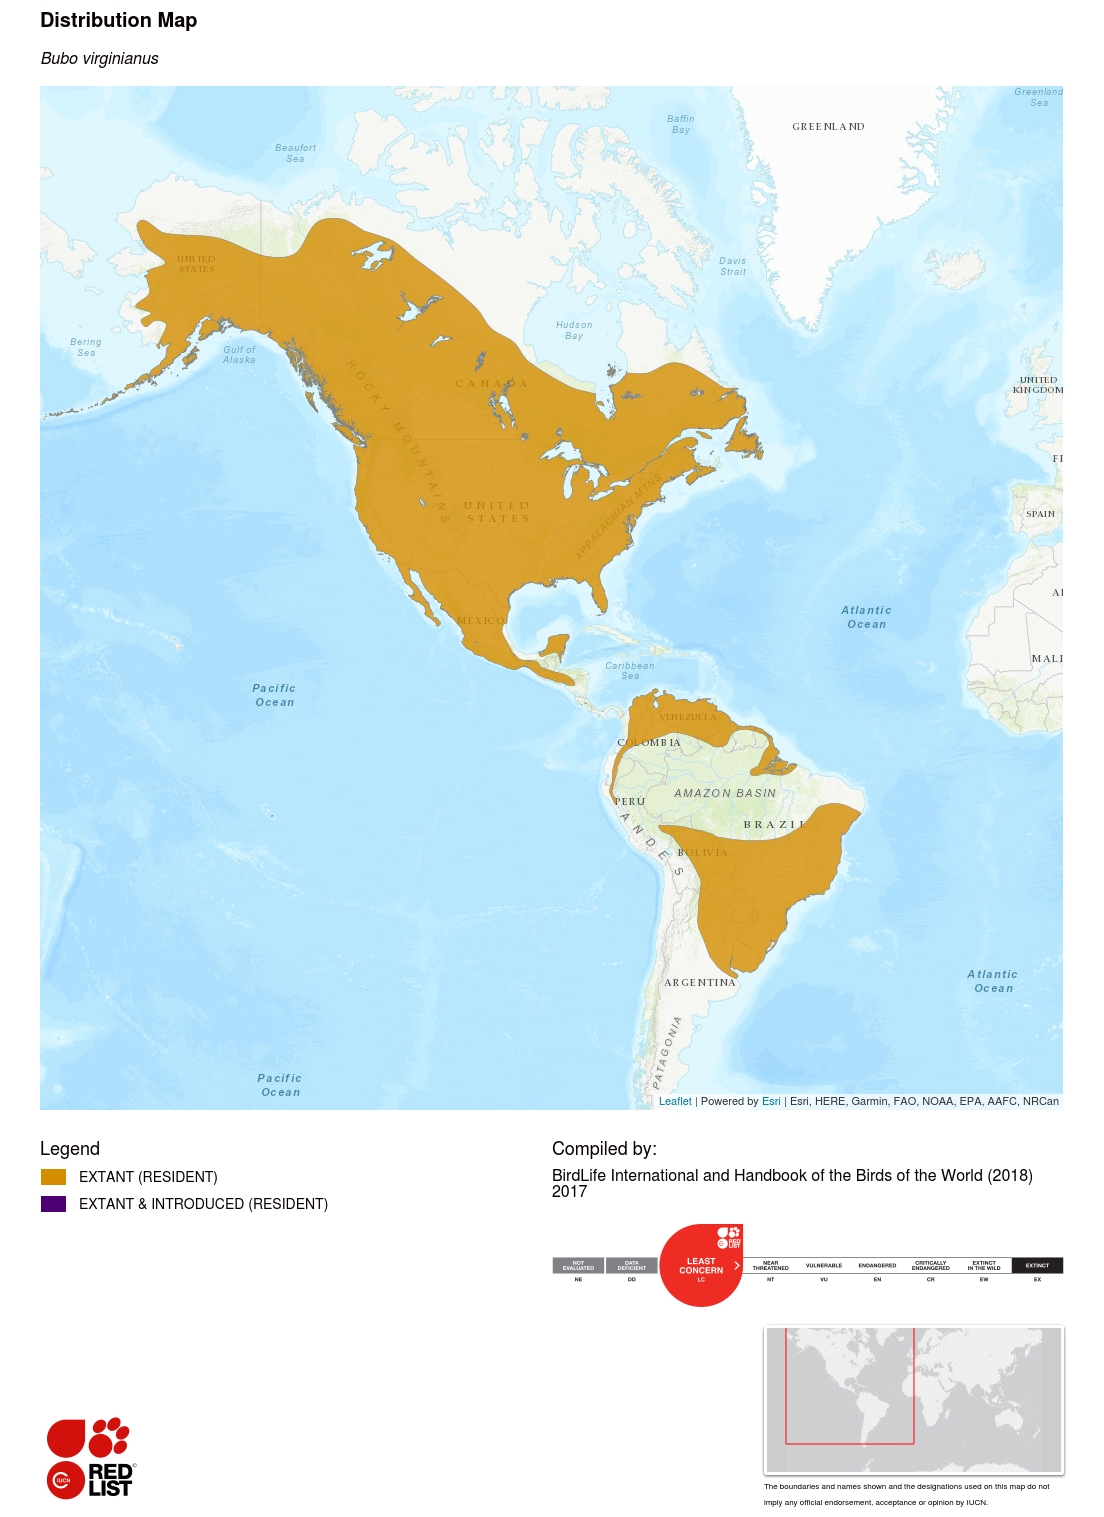 Distribution Map
Bubo virginianus
Greenland
Sea
Baffin
Bay
GREENLAND
Beaufort
Sea
UNITED
STATES
Davis
Strait
Hudson
Bay
Bering
Sea
Gulf of
Alaska
ROCKY MOUNTAINS
CANADA
UNITED
KINGDOM
UNITED
STATES
APPALACHIAN MTNS
SPAIN
Atlantic
Ocean
MÉXICO
MALI
Caribbean
Sea
Pacific
Ocean
VENEZUELA
COLOMBIA
PERÚ
AMAZON BASIN
ANDES
BRAZIL
BOLIVIA
ARGENTINA
Atlantic
Ocean
PATAGONIA
Pacific
Ocean
Leaflet | Powered by Esri | Esri, HERE, Garmin, FAO, NOAA, EPA, AAFC, NRCan
Legend
EXTANT (RESIDENT)
EXTANT & INTRODUCED (RESIDENT)
Compiled by:
BirdLife International and Handbook of the Birds of the World (2018)
2017
RED
LIST
NOT
EVALUATED
NE
DATA
DEFICIENT
DD
LEAST
CONCERN
LC
NEAR
THREATENED
NT
VULNERABLE
VU
ENDANGERED
EN
CRITICALLY
ENDANGERED
CR
EXTINCT
IN THE WILD
EW
EXTINCT
EX
IUCN
RED
LIST
©
The boundaries and names shown and the designations used on this map do not
imply any official endorsement, acceptance or opinion by IUCN.